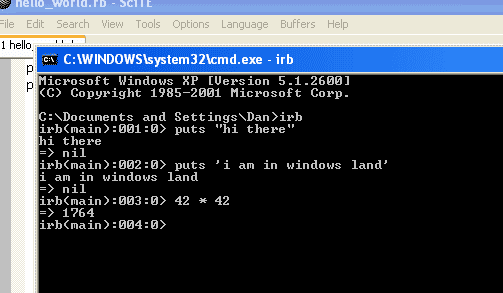 hello_world.rb - SciTE
File Edit Search View Tools Options Language Buffers Help
1 hello_
C:\WINDOWS\system32\cmd.exe - irb
p
p
Microsoft Windows XP [Version 5.1.2600]
(C) Copyright 1985-2001 Microsoft Corp.
C:\Documents and Settings\Dan>irb
irb(main):001:0> puts "hi there"
hi there
=> nil
irb(main):002:0> puts 'i am in windows land'
i am in windows land
=> nil
irb(main):003:0> 42 * 42
=> 1764
irb(main):004:0>